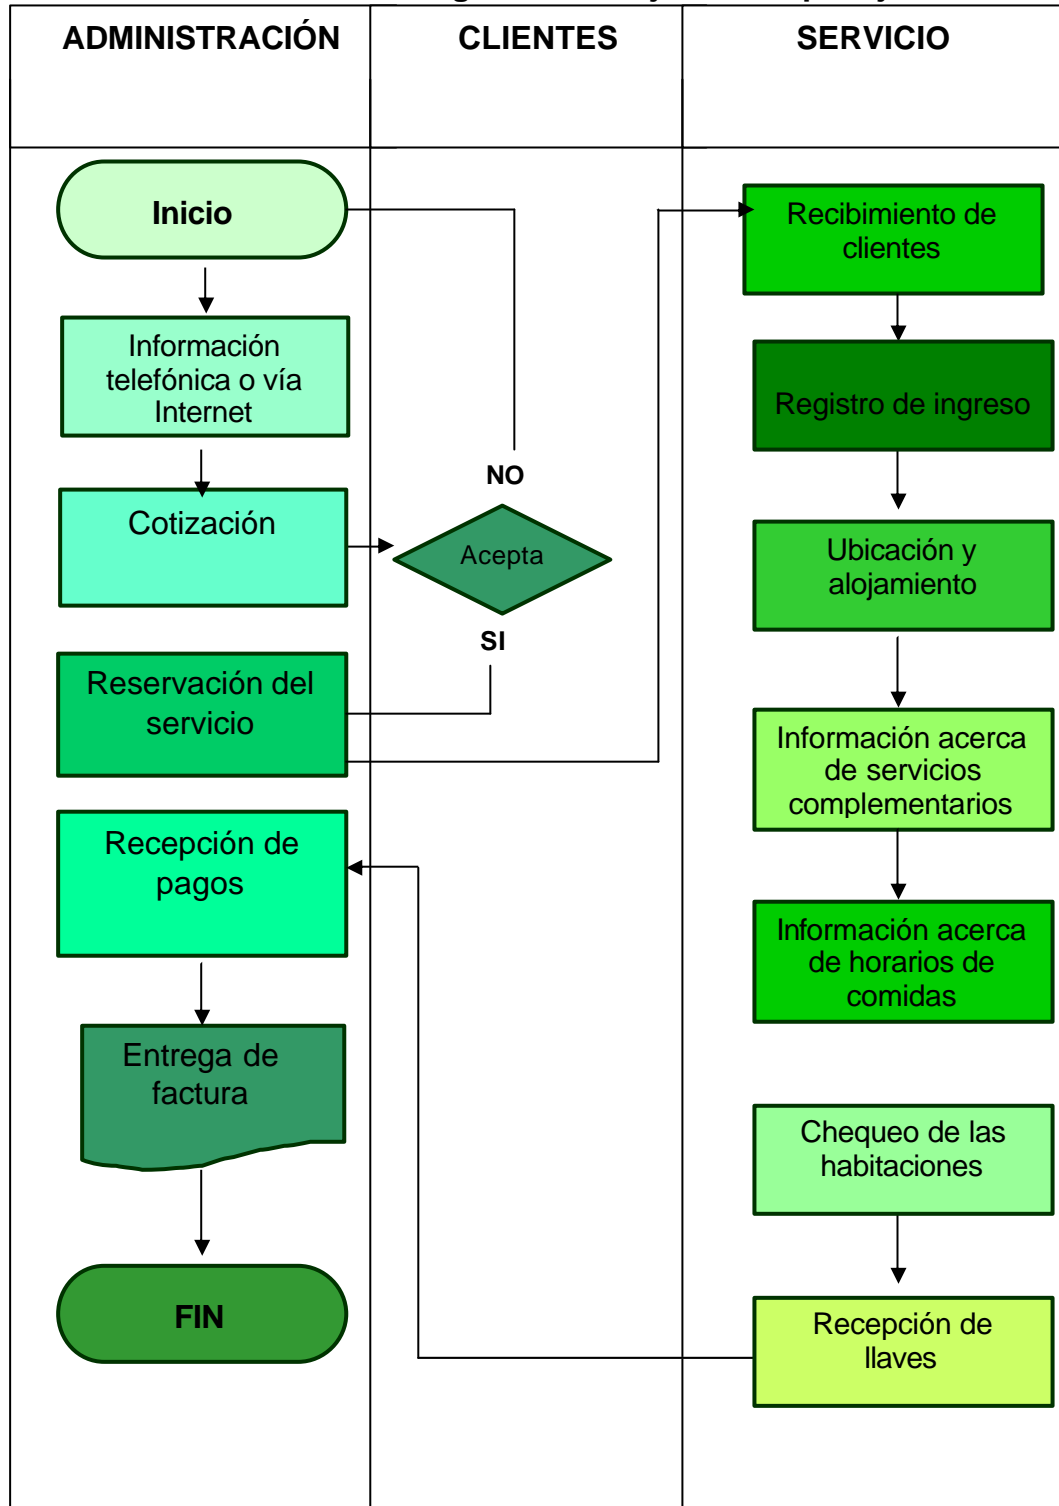 ADMINISTRACIÓN
CLIENTES
SERVICIO
Inicio
Información
telefónica o vía
Internet
Cotización
NO
Acepta
SI
Reservación del
servicio
Recepción de
pagos
Entrega de
factura
FIN
Recibimiento de
clientes
Registro de ingreso
Ubicación y
alojamiento
Información acerca
de servicios
complementarios
Información acerca
de horarios de
comidas
Chequeo de las
habitaciones
Recepción de
llaves